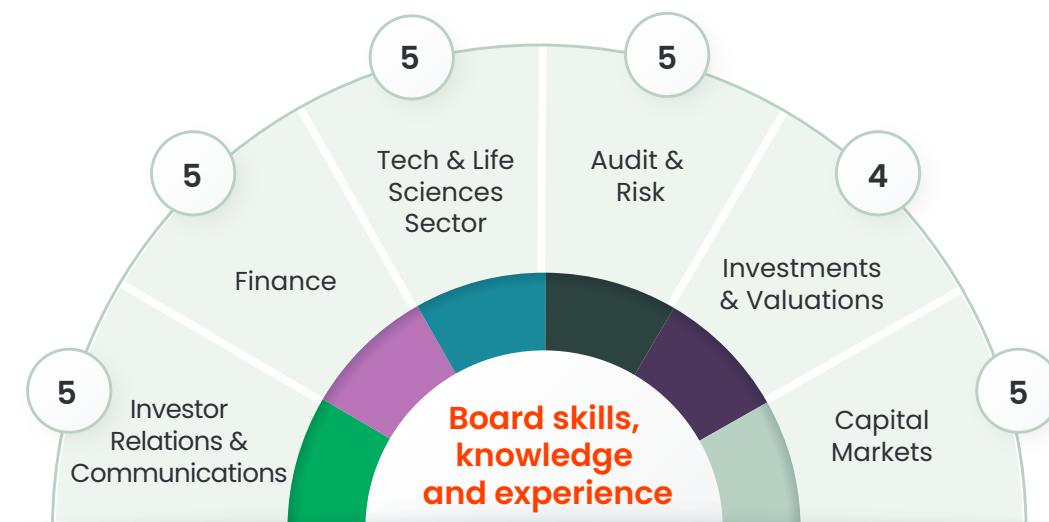 5
5
Tech & Life
Sciences
Sector
Audit &
Risk
5
4
Finance
Investments
& Valuations
5
Investor
Relations &
Communications
5
Capital
Markets
Board skills,
knowledge
and experience